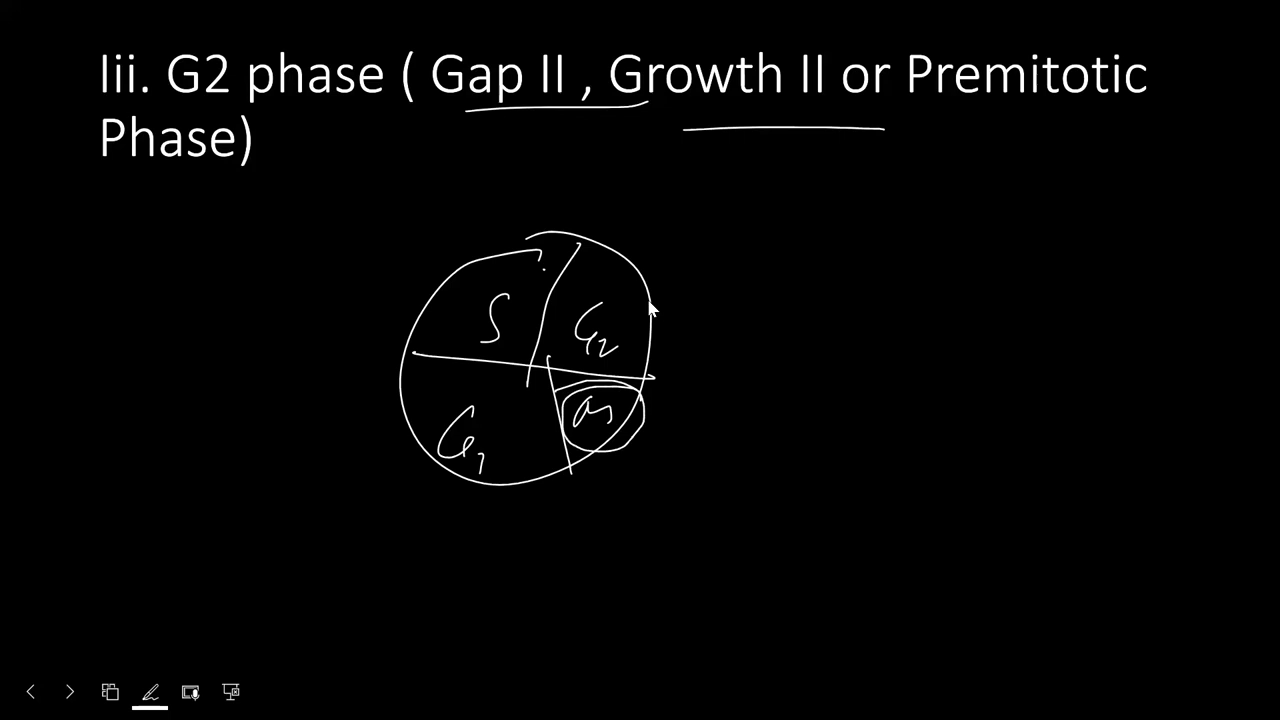 Iii. G2 phase ( Gap II , Growth II or Premitotic
Phase)
S
G2
M
G1